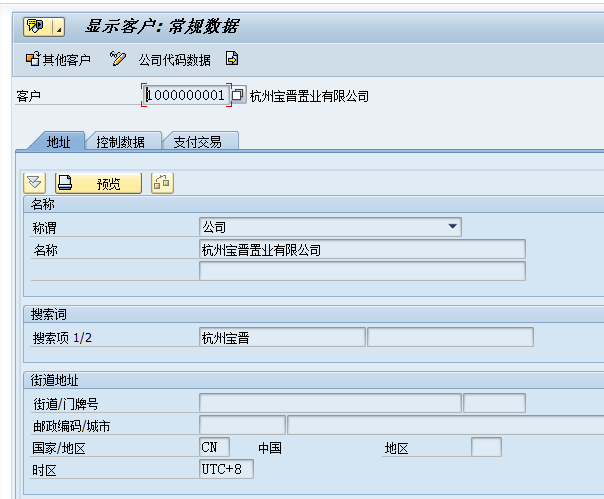 显示客户: 常规数据
其他客户 公司代码数据
客户 1000000001 杭州宝晋置业有限公司
地址 控制数据 支付交易
预览
名称
称谓 公司
名称 杭州宝晋置业有限公司
搜索词
搜索项 1/2 杭州宝晋
街道地址
街道/门牌号
邮政编码/城市
国家/地区 CN 中国 地区
时区 UTC+8